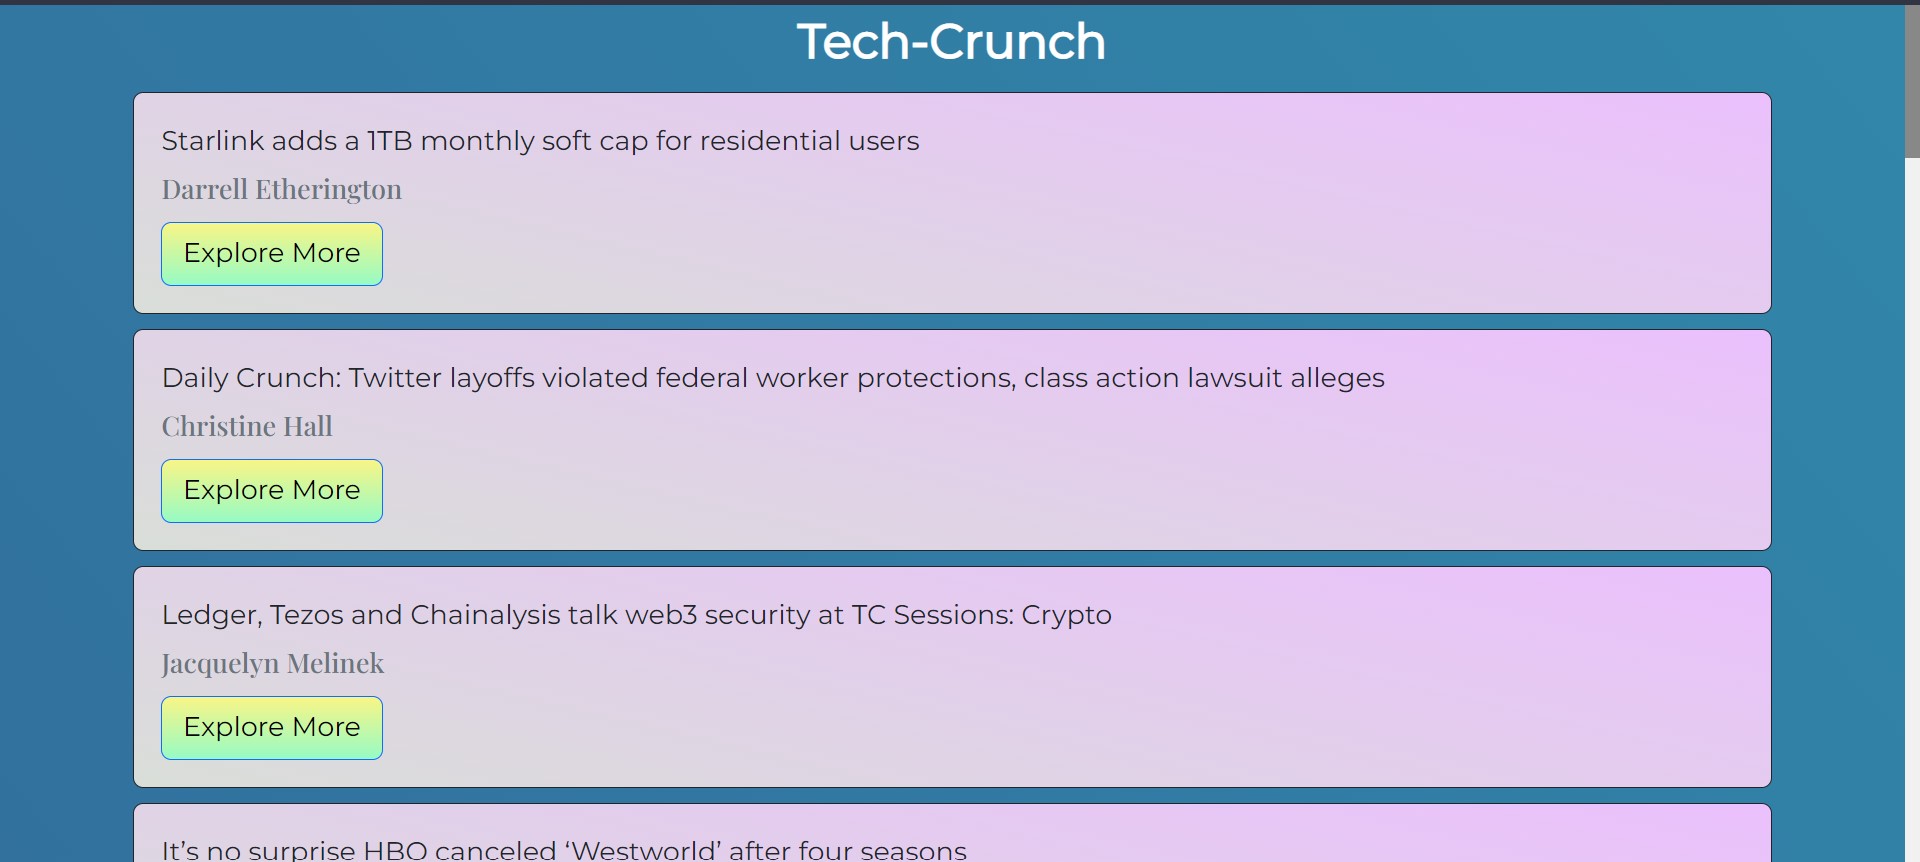 Tech-Crunch
Starlink adds a 1TB monthly soft cap for residential users
Darrell Etherington
Explore More
Daily Crunch: Twitter layoffs violated federal worker protections, class action lawsuit alleges
Christine Hall
Explore More
Ledger, Tezos and Chainalysis talk web3 security at TC Sessions: Crypto
Jacquelyn Melinek
Explore More
It’s no surprise HBO canceled ‘Westworld’ after four seasons